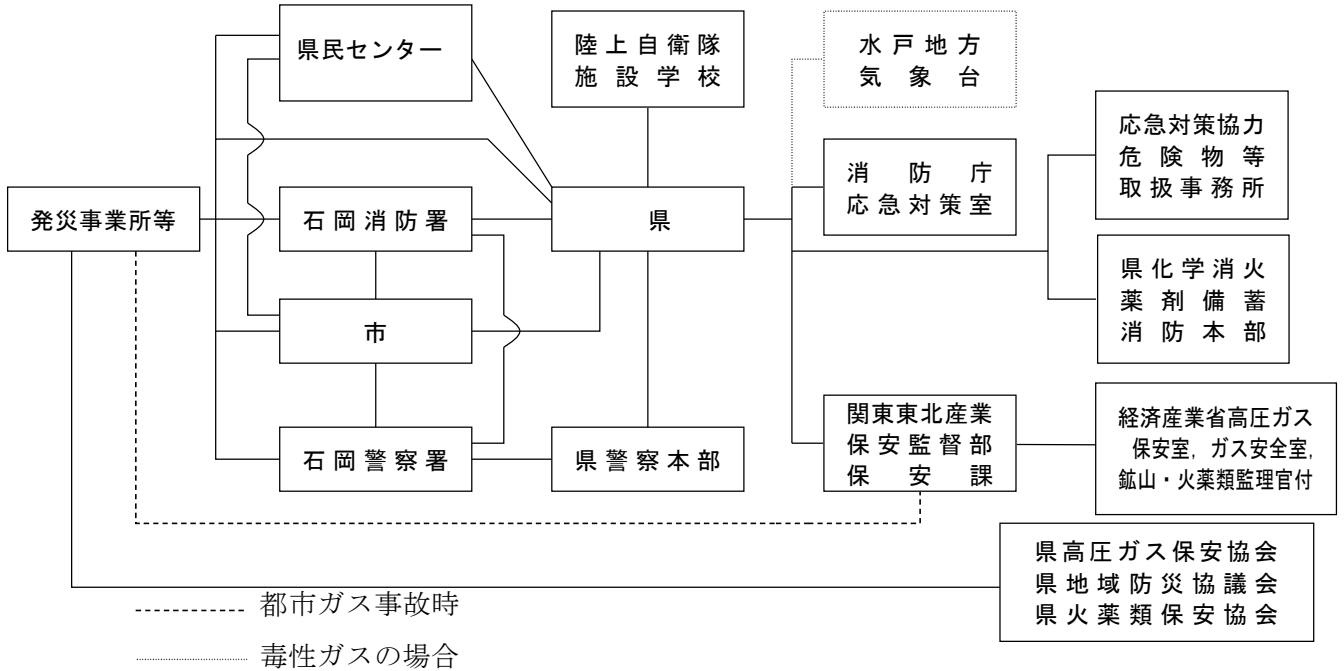 県民センター
陸上自衛隊
施設学校
水戸地方
気象台
応急対策協力
危険物等
取扱事務所
消防庁
応急対策室
発災事業所等
石岡消防署
県
県化学消火
薬剤備蓄
消防本部
市
関東東北産業
保安監督部
保安課
経済産業省高圧ガス
保安室，ガス安全室，
鉱山・火薬類監理官付
石岡警察署
県警察本部
県高圧ガス保安協会
県地域防災協議会
県火薬類保安協会
都市ガス事故時
毒性ガスの場合